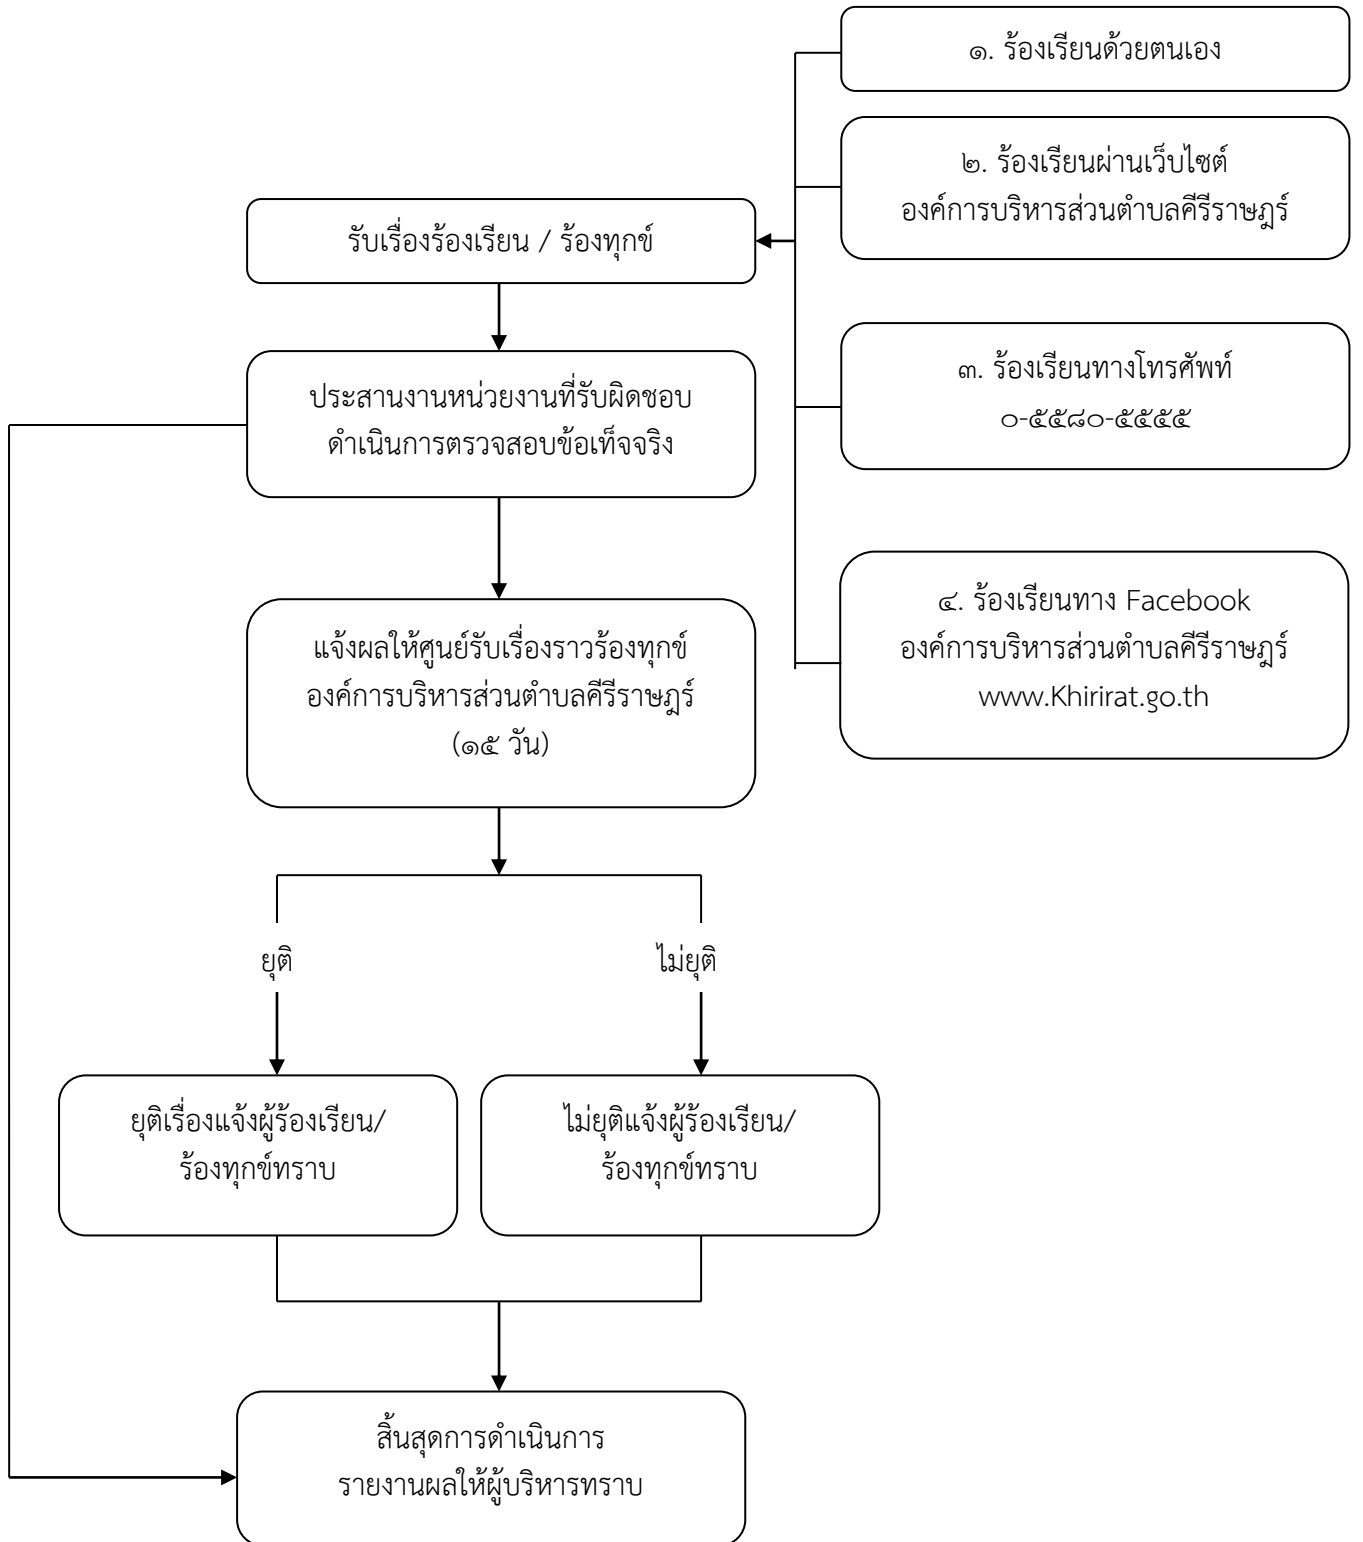 ๑. ร้องเรียนด้วยตนเอง
๒. ร้องเรียนผ่านเว็บไซต์
องค์การบริหารส่วนตำบลคีรีราษฎร์
รับเรื่องร้องเรียน / ร้องทุกข์
๓. ร้องเรียนทางโทรศัพท์
๐-๕๕๘๐-๕๕๕๕
ประสานงานหน่วยงานที่รับผิดชอบ
ดำเนินการตรวจสอบข้อเท็จจริง
๔. ร้องเรียนทาง Facebook
องค์การบริหารส่วนตำบลคีรีราษฎร์
www.Khirirat.go.th
แจ้งผลให้ศูนย์รับเรื่องราวร้องทุกข์
องค์การบริหารส่วนตำบลคีรีราษฎร์
(๑๕ วัน)
ยุติ
ไม่ยุติ
ยุติเรื่องแจ้งผู้ร้องเรียน/
ร้องทุกข์ทราบ
ไม่ยุติแจ้งผู้ร้องเรียน/
ร้องทุกข์ทราบ
สิ้นสุดการดำเนินการ
รายงานผลให้ผู้บริหารทราบ